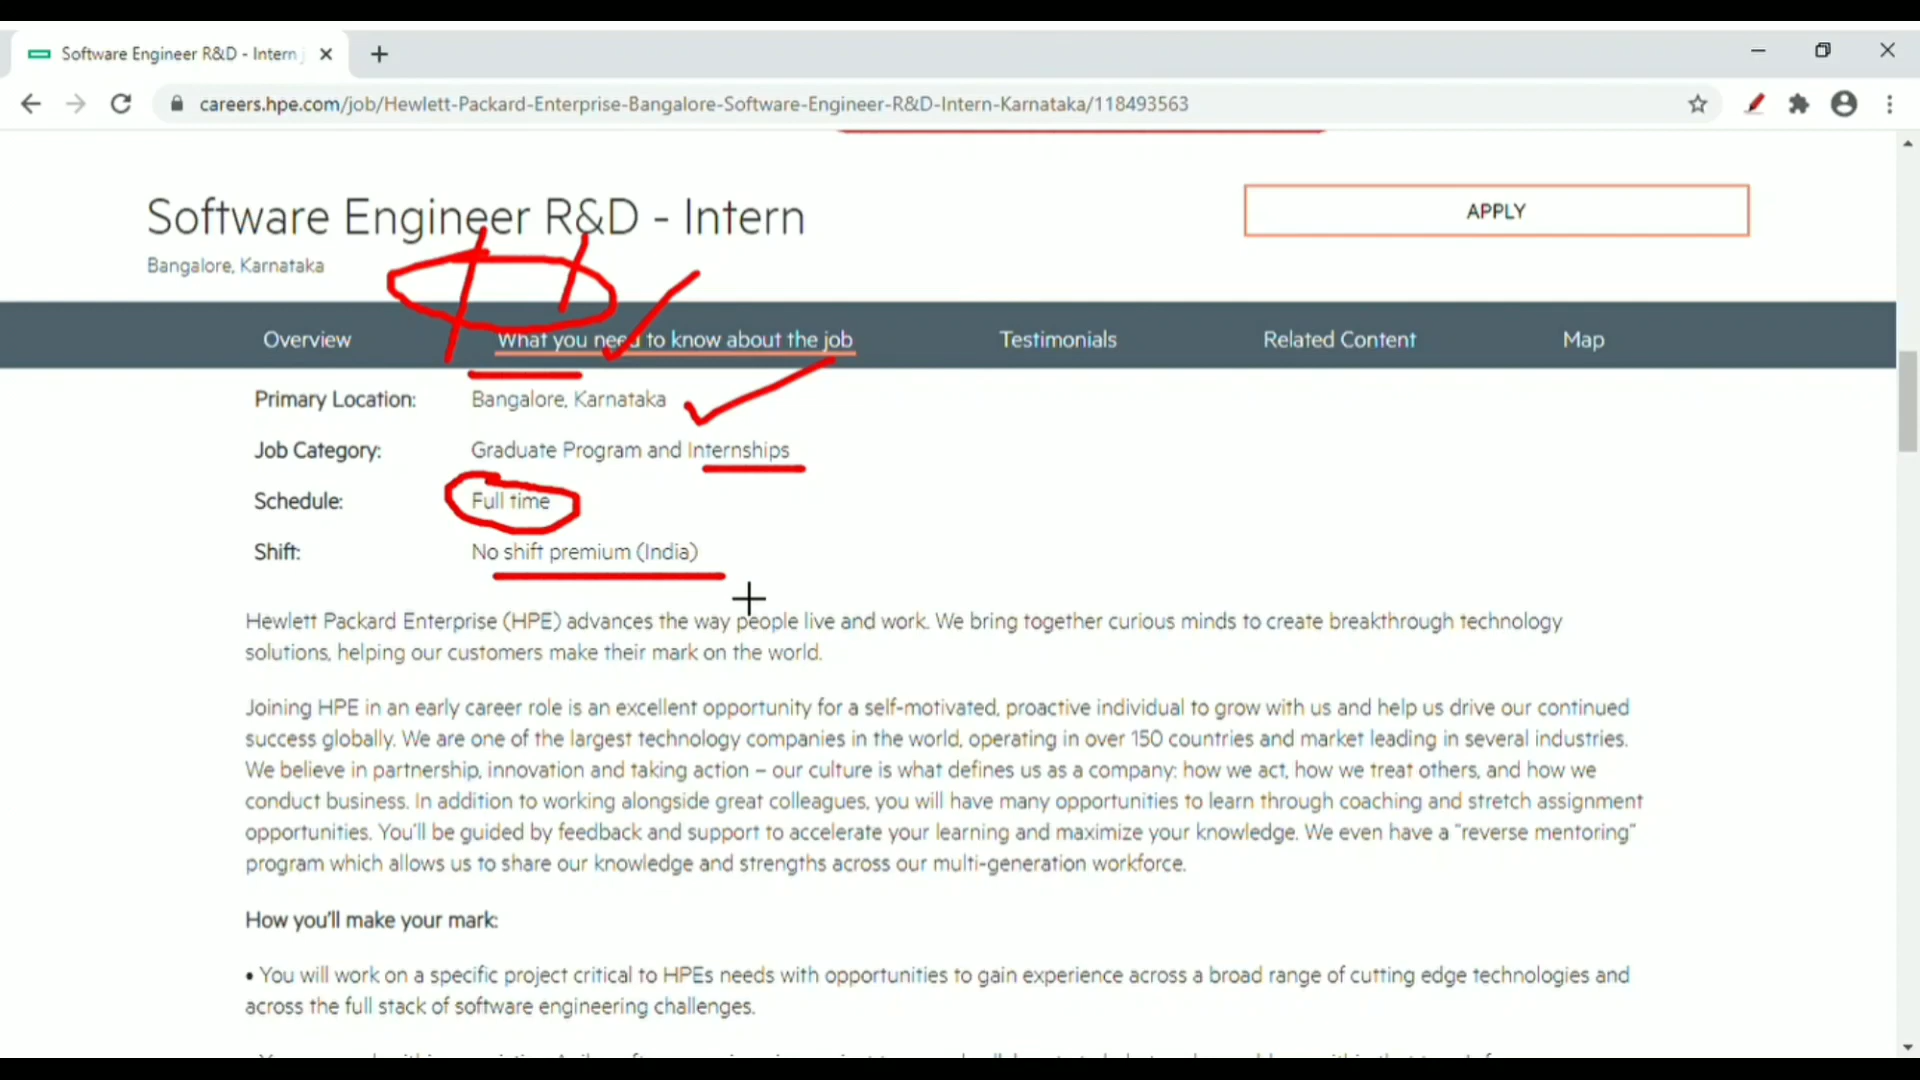 Software Engineer R&D - Intern
careers.hpe.com/job/Hewlett-Packard-Enterprise-Bangalore-Software-Engineer-R&D-Intern-Karnataka/118493563
Software Engineer R&D - Intern
APPLY
Bangalore, Karnataka
Overview
What you need to know about the job
Testimonials
Related Content
Map
Primary Location: Bangalore, Karnataka
Job Category: Graduate Program and Internships
Schedule: Full time
Shift: No shift premium (India)
Hewlett Packard Enterprise (HPE) advances the way people live and work. We bring together curious minds to create breakthrough technology
solutions, helping our customers make their mark on the world.
Joining HPE in an early career role is an excellent opportunity for a self-motivated, proactive individual to grow with us and help us drive our continued
success globally. We are one of the largest technology companies in the world, operating in over 150 countries and market leading in several industries.
We believe in partnership, innovation and taking action – our culture is what defines us as a company: how we act, how we treat others, and how we
conduct business. In addition to working alongside great colleagues, you will have many opportunities to learn through coaching and stretch assignment
opportunities. You'll be guided by feedback and support to accelerate your learning and maximize your knowledge. We even have a "reverse mentoring"
program which allows us to share our knowledge and strengths across our multi-generation workforce.
How you'll make your mark:
• You will work on a specific project critical to HPEs needs with opportunities to gain experience across a broad range of cutting edge technologies and
across the full stack of software engineering challenges.